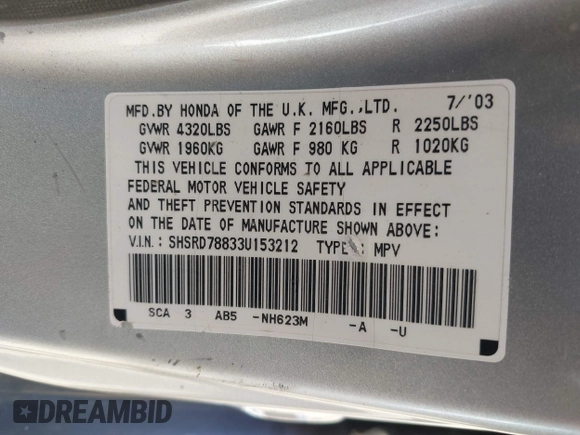 MFD.BY HONDA OF THE U.K. MFG.,LTD. 7/'03
GVWR 4320LBS GAWR F 2160LBS R 2250LBS
GVWR 1960KG GAWR F 980 KG R 1020KG
THIS VEHICLE CONFORMS TO ALL APPLICABLE
FEDERAL MOTOR VEHICLE SAFETY
AND THEFT PREVENTION STANDARDS IN EFFECT
ON THE DATE OF MANUFACTURE SHOWN ABOVE:
V.I.N.: SHSRD78833U153212 TYPE: MPV
SCA 3 AB5 -NH623M -A -U
DREAMBID